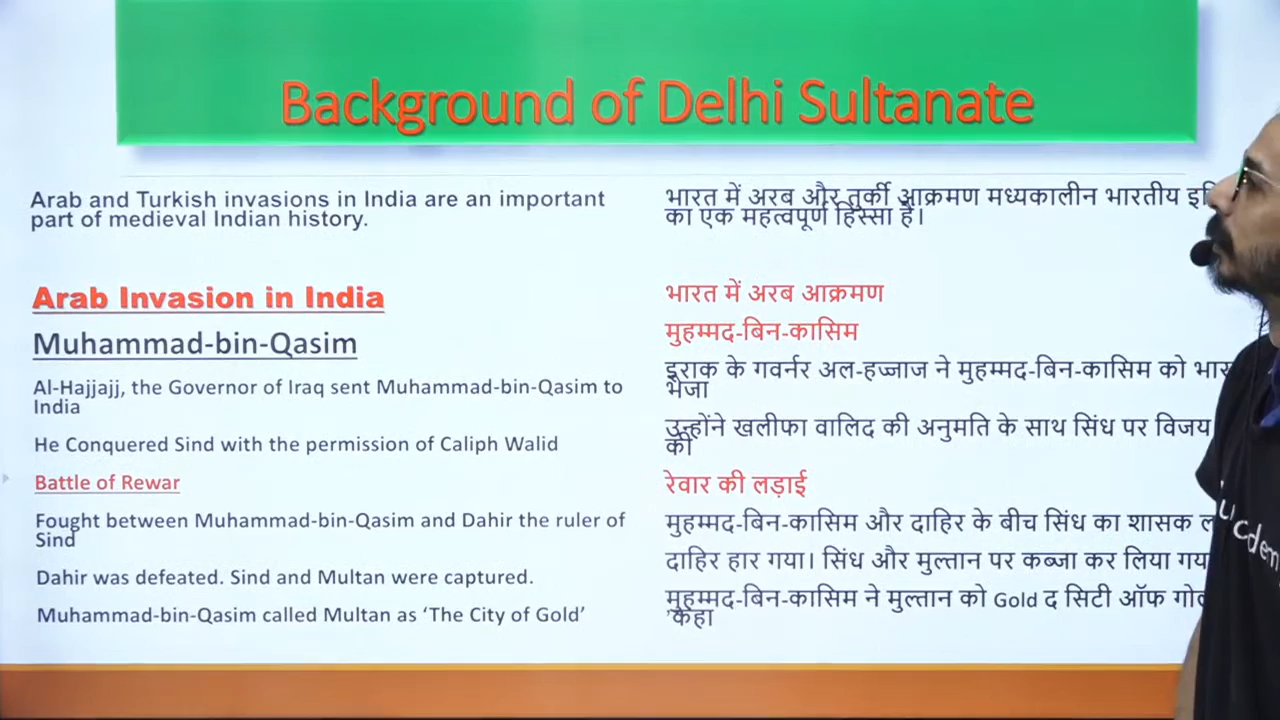 Background of Delhi Sultanate
Arab and Turkish invasions in India are an important
part of medieval Indian history.
Arab Invasion in India
Muhammad-bin-Qasim
Al-Hajjajj, the Governor of Iraq sent Muhammad-bin-Qasim to
India
He Conquered Sind with the permission of Caliph Walid
Battle of Rewar
Fought between Muhammad-bin-Qasim and Dahir the ruler of
Sind
Dahir was defeated. Sind and Multan were captured.
Muhammad-bin-Qasim called Multan as ‘The City of Gold’
भारत में अरब और तुर्की आक्रमण मध्यकालीन भारतीय
का एक महत्वपूर्ण हिस्सा है।
भारत में अरब आक्रमण
मुहम्मद-बिन-कासिम
इराक के गवर्नर अल-हज्जाज ने मुहम्मद-बिन-कासिम को
भेजा
उन्होंने खलीफा वालिद की अनुमति के साथ सिंध पर विजय
की
रेवार की लड़ाई
मुहम्मद-बिन-कासिम और दाहिर के बीच सिंध का शासक
दाहिर हार गया। सिंध और मुल्तान पर कब्जा कर लिया
मुहम्मद-बिन-कासिम ने मुल्तान को Gold द सिटी ऑफ
’कहा